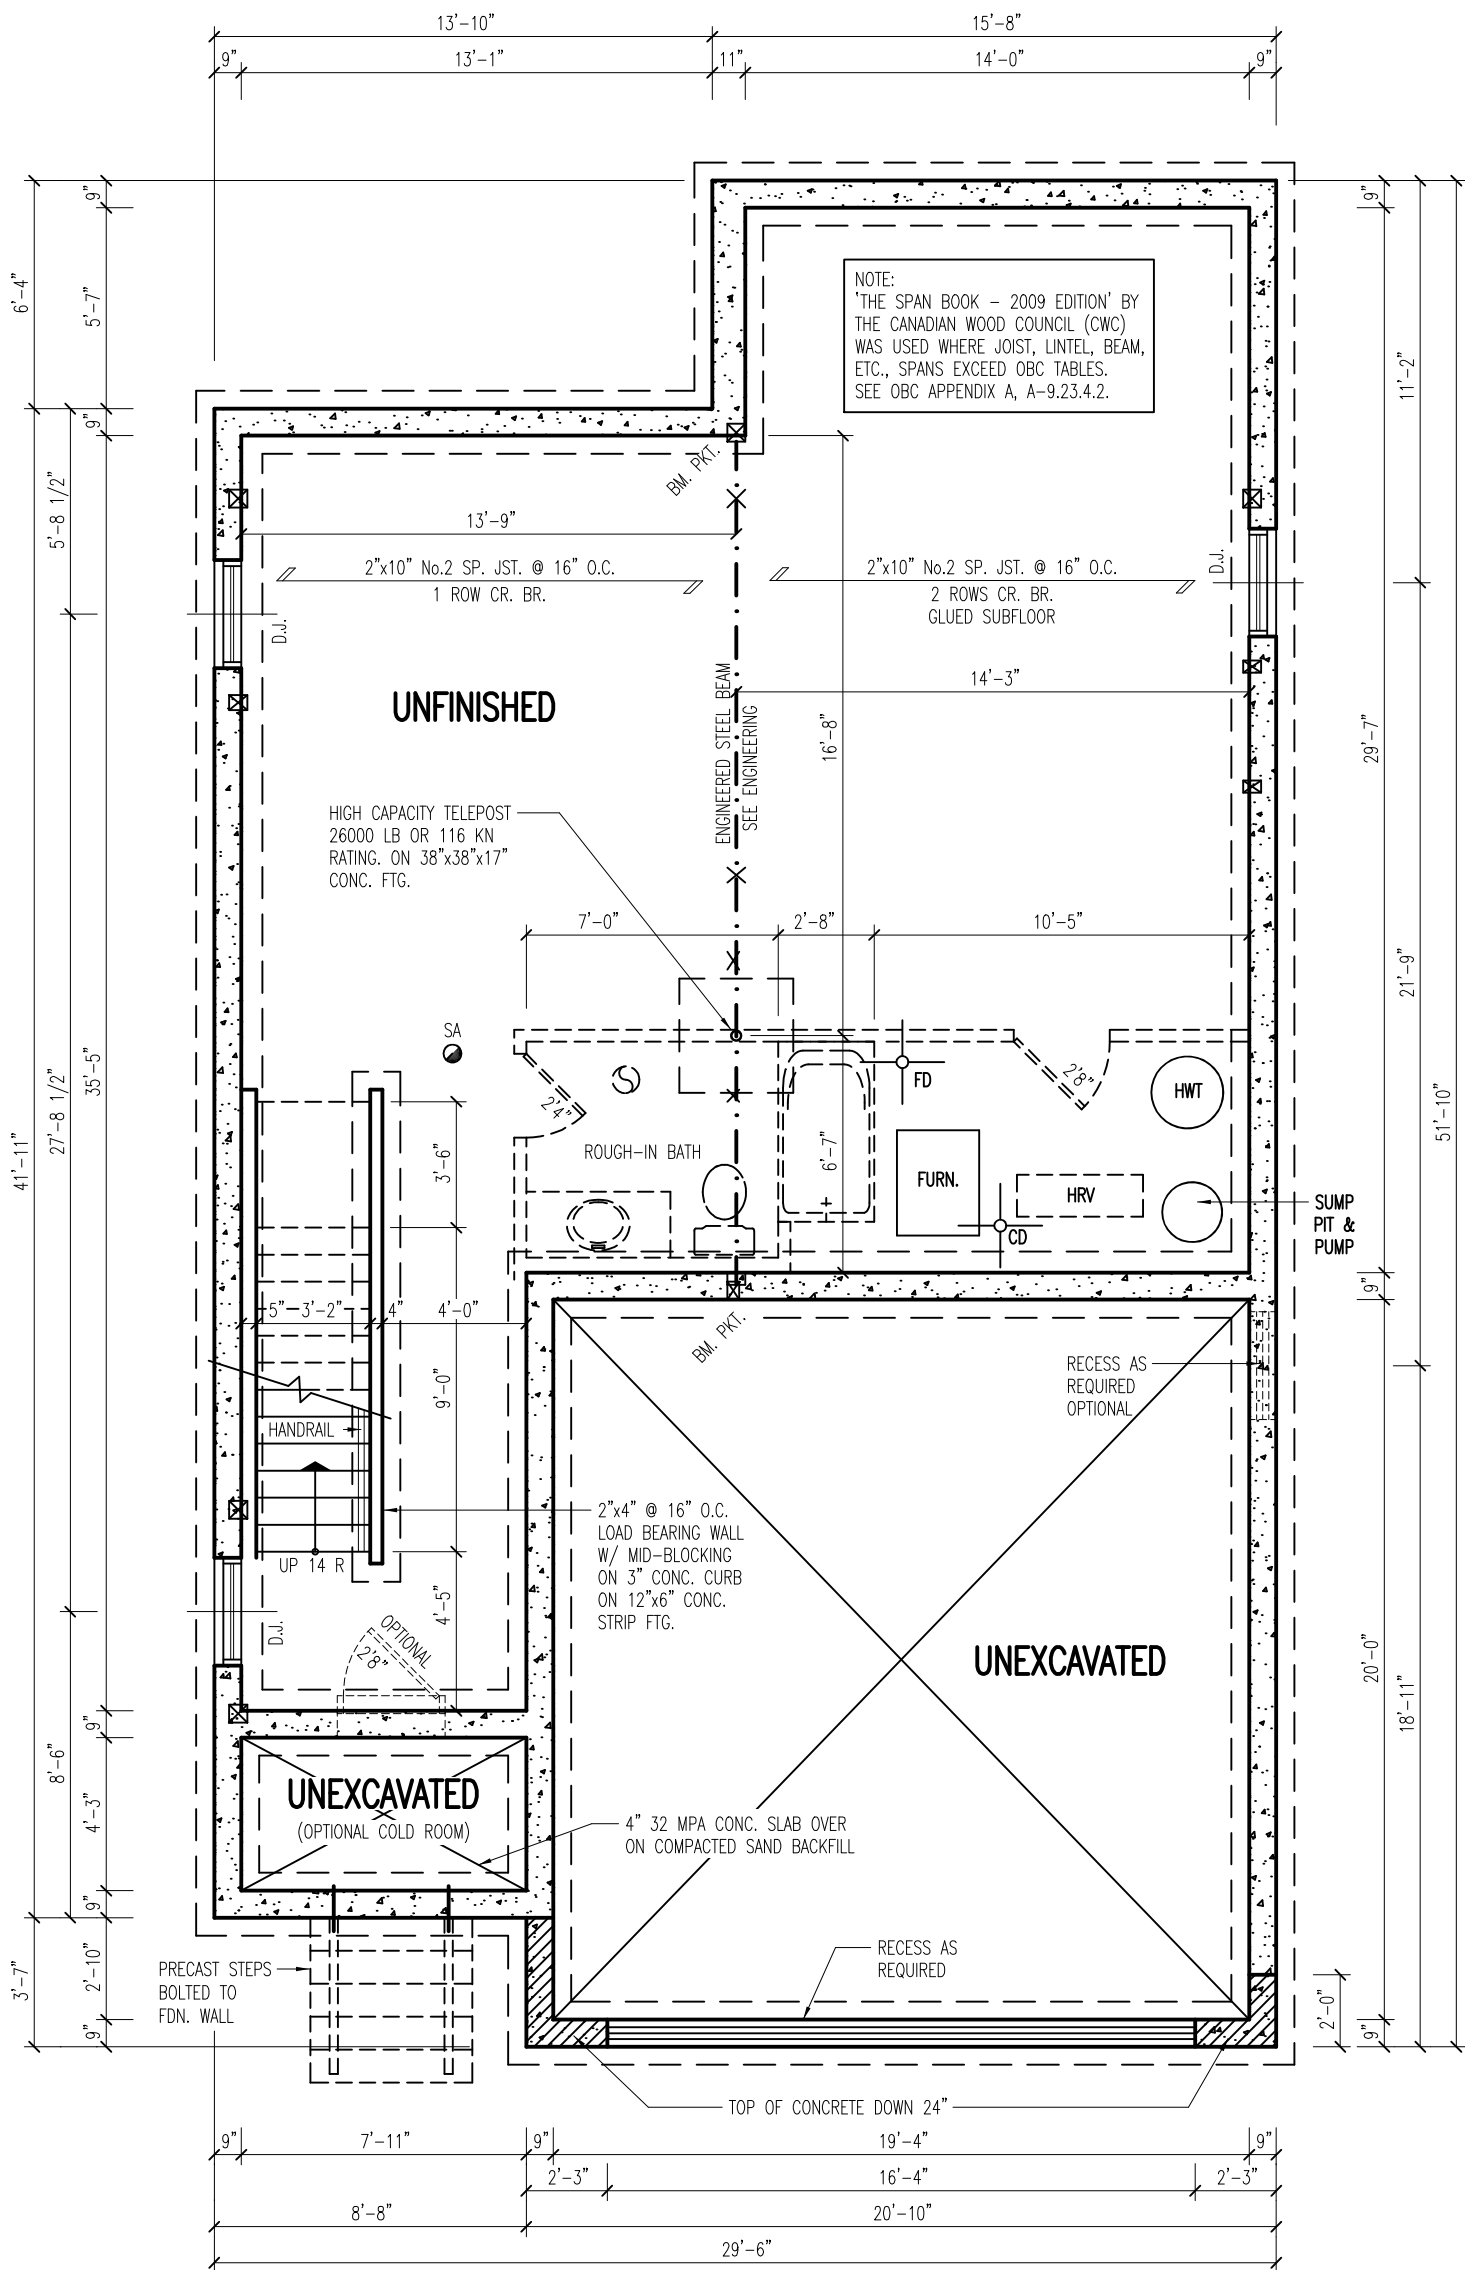 13'-10"
15'-8"
9"
13'-1"
11"
14'-0"
9"
6'-4"
9"
5'-7"
9"
5'-8 1/2"
9"
11'-2"
NOTE:
'THE SPAN BOOK – 2009 EDITION' BY
THE CANADIAN WOOD COUNCIL (CWC)
WAS USED WHERE JOIST, LINTEL, BEAM,
ETC., SPANS EXCEED OBC TABLES.
SEE OBC APPENDIX A, A-9.23.4.2.
BM. PKT.
13'-9"
2"x10" No.2 SP. JST. @ 16" O.C.
1 ROW CR. BR.
2"x10" No.2 SP. JST. @ 16" O.C.
2 ROWS CR. BR.
GLUED SUBFLOOR
D.J.
D.J.
UNFINISHED
14'-3"
ENGINEERED STEEL BEAM
SEE ENGINEERING
16'-8"
29'-7"
HIGH CAPACITY TELEPOST
26000 LB OR 116 KN
RATING. ON 38"x38"x17"
CONC. FTG.
7'-0"
2'-8"
10'-5"
21'-9"
SA
35'-5"
27'-8 1/2"
41'-11"
51'-10"
2'4"
FD
2'8"
HWT
3'-6"
ROUGH-IN BATH
6'-7"
FURN.
HRV
SUMP
PIT &
PUMP
CD
9"
5"
3'-2"
4"
4'-0"
BM. PKT.
9'-0"
HANDRAIL
RECESS AS
REQUIRED
OPTIONAL
2"x4" @ 16" O.C.
LOAD BEARING WALL
W/ MID-BLOCKING
ON 3" CONC. CURB
ON 12"x6" CONC.
STRIP FTG.
UP 14 R
4'-5"
D.J.
OPTIONAL
2'8"
UNEXCAVATED
20'-0"
18'-11"
9"
8'-6"
4'-3"
9"
UNEXCAVATED
(OPTIONAL COLD ROOM)
4" 32 MPA CONC. SLAB OVER
ON COMPACTED SAND BACKFILL
3'-7"
2'-10"
9"
PRECAST STEPS
BOLTED TO
FDN. WALL
RECESS AS
REQUIRED
2'-0"
9"
TOP OF CONCRETE DOWN 24"
9"
7'-11"
9"
19'-4"
9"
2'-3"
16'-4"
2'-3"
8'-8"
20'-10"
29'-6"